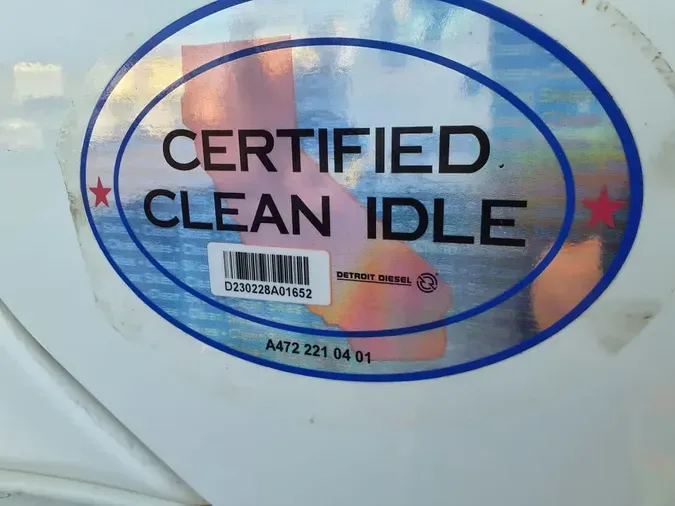 CERTIFIED
CLEAN IDLE
D230228A01652
DETROIT DIESEL
A472 221 04 01